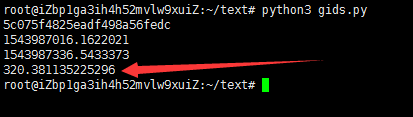 root@iZbp1ga3ih4h52mvlw9xuiZ:~/text# python3 gids.py
5c075f4825eadf498a56fedc
1543987016.1622021
1543987336.5433373
320.381135225296
root@iZbp1ga3ih4h52mvlw9xuiZ:~/text#